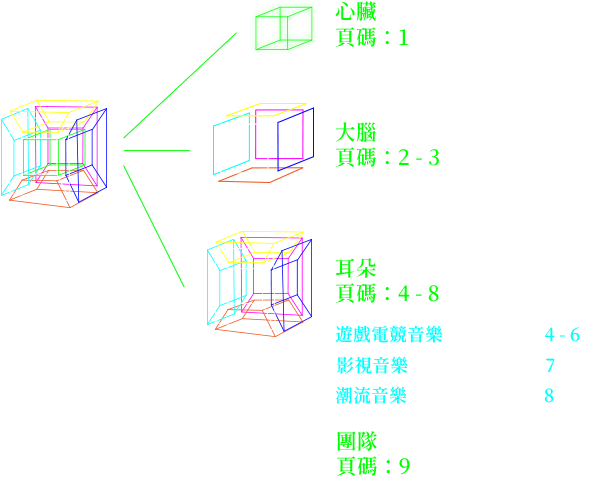 心臟
頁碼：1
大腦
頁碼：2 - 3
耳朵
頁碼：4 - 8
遊戲電競音樂 4 - 6
影視音樂 7
潮流音樂 8
團隊
頁碼：9